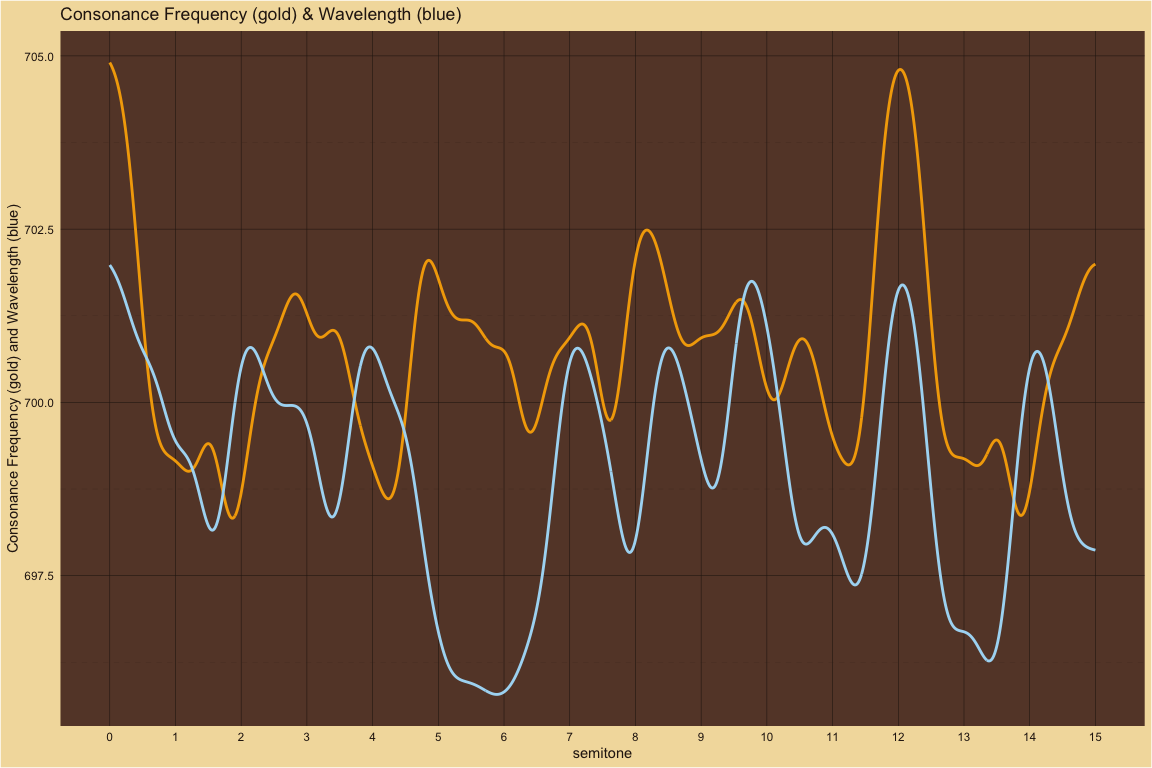 Consonance Frequency (gold) & Wavelength (blue)
Consonance Frequency (gold) and Wavelength (blue)
705.0
702.5
700.0
697.5
0 1 2 3 4 5 6 7 8 9 10 11 12 13 14 15
semitone